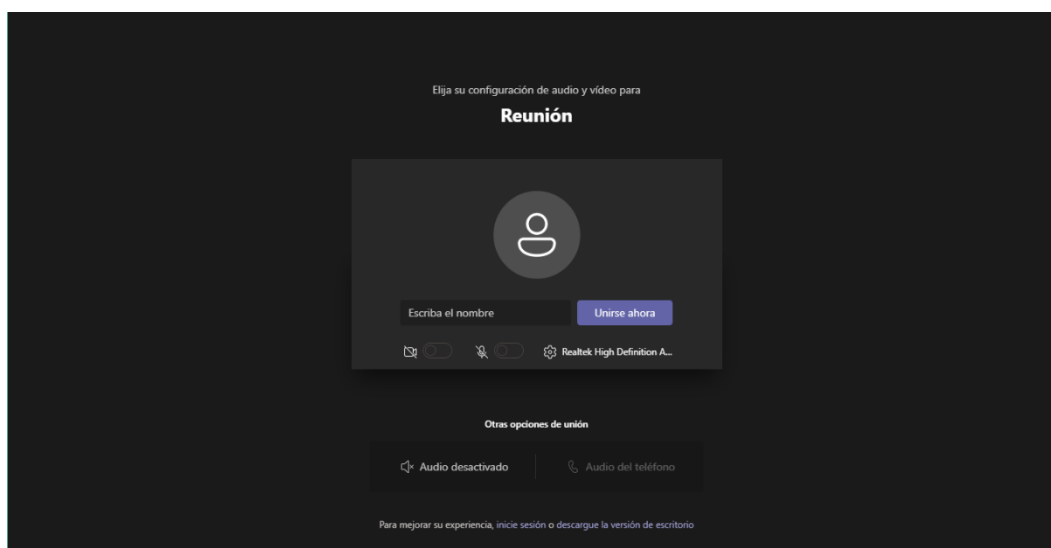 Elija su configuración de audio y vídeo para
Reunión
Escriba el nombre
Unirse ahora
Realtek High Definition A...
Otras opciones de unión
Audio desactivado
Audio del teléfono
Para mejorar su experiencia, inicie sesión o descargue la versión de escritorio